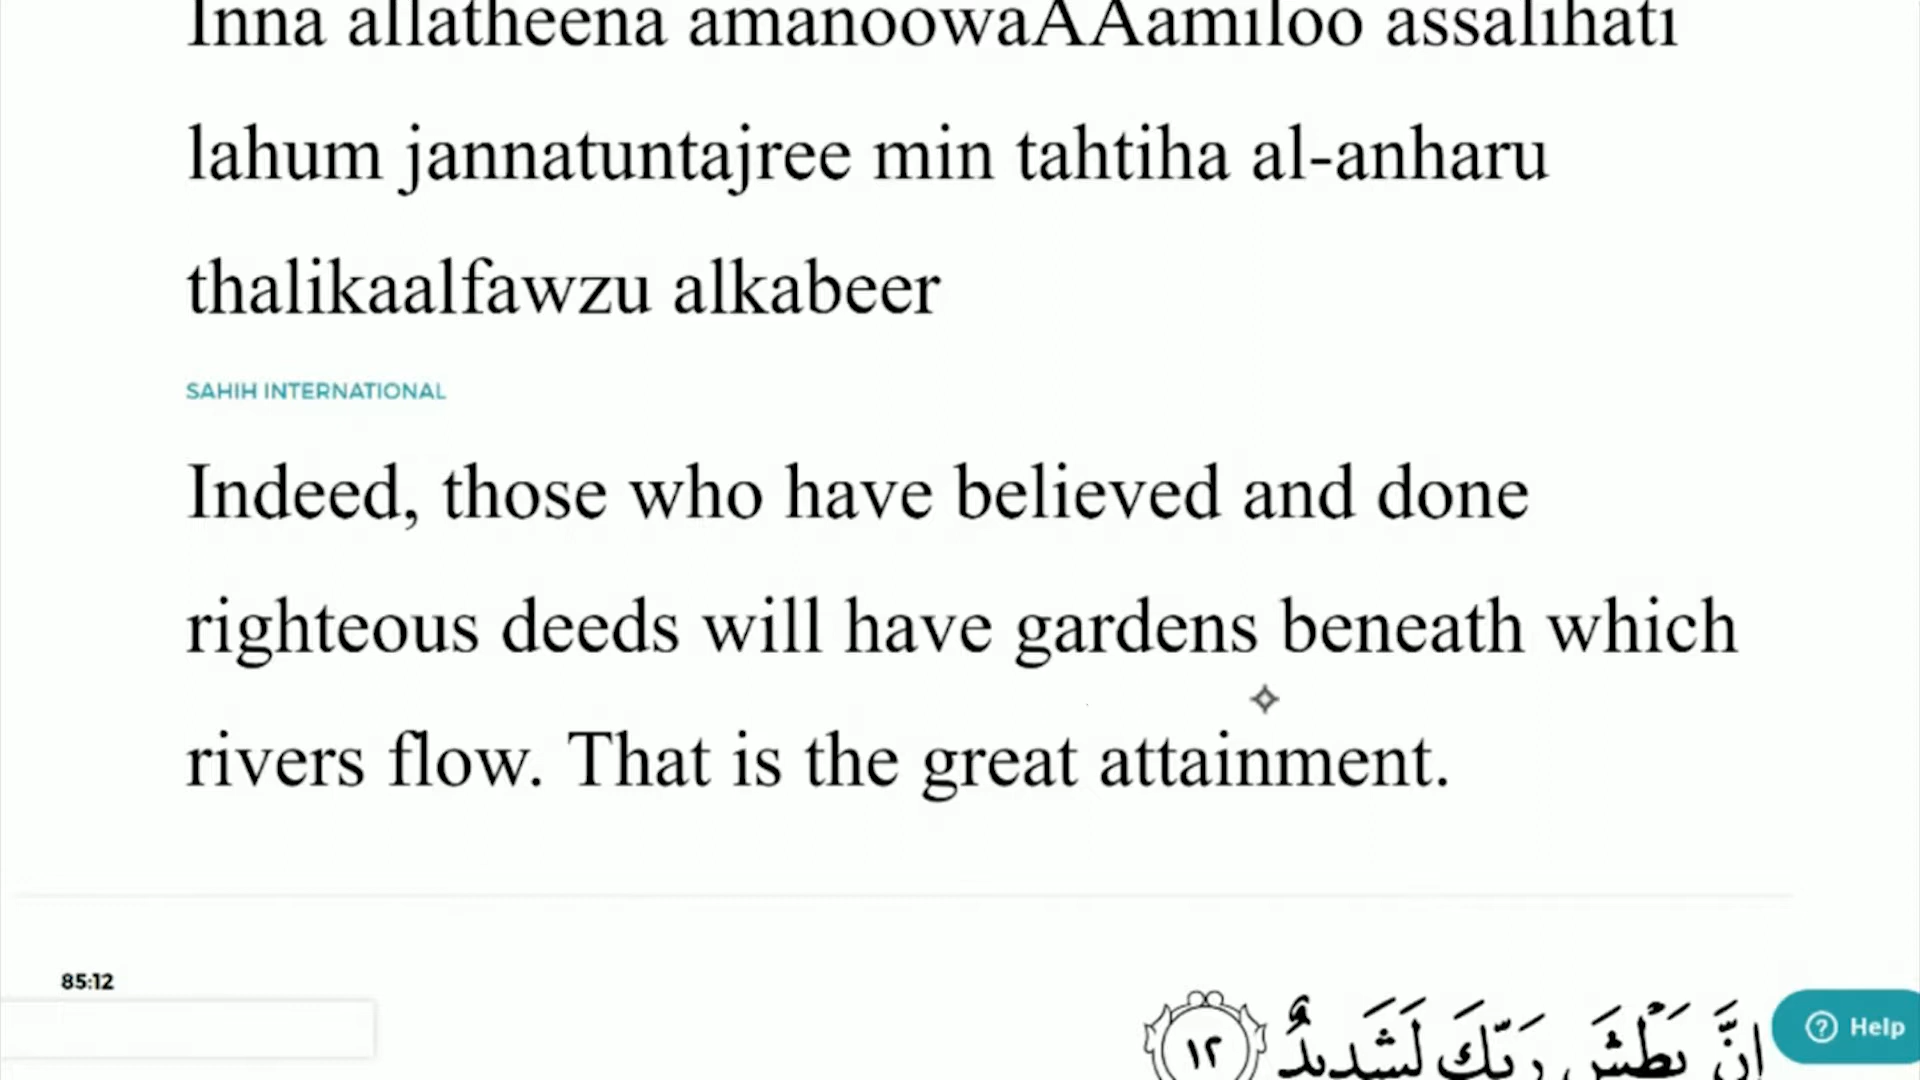 Inna allatheena amanoowaAAamiloo assalihati
lahum jannatuntajree min tahtiha al-anharu
thalikaalfawzu alkabeer
SAHIH INTERNATIONAL
Indeed, those who have believed and done
righteous deeds will have gardens beneath which
rivers flow. That is the great attainment.
85:12
إِنَّ بَطْشَ رَبِّكَ لَشَدِيدٌ ١٢
Help